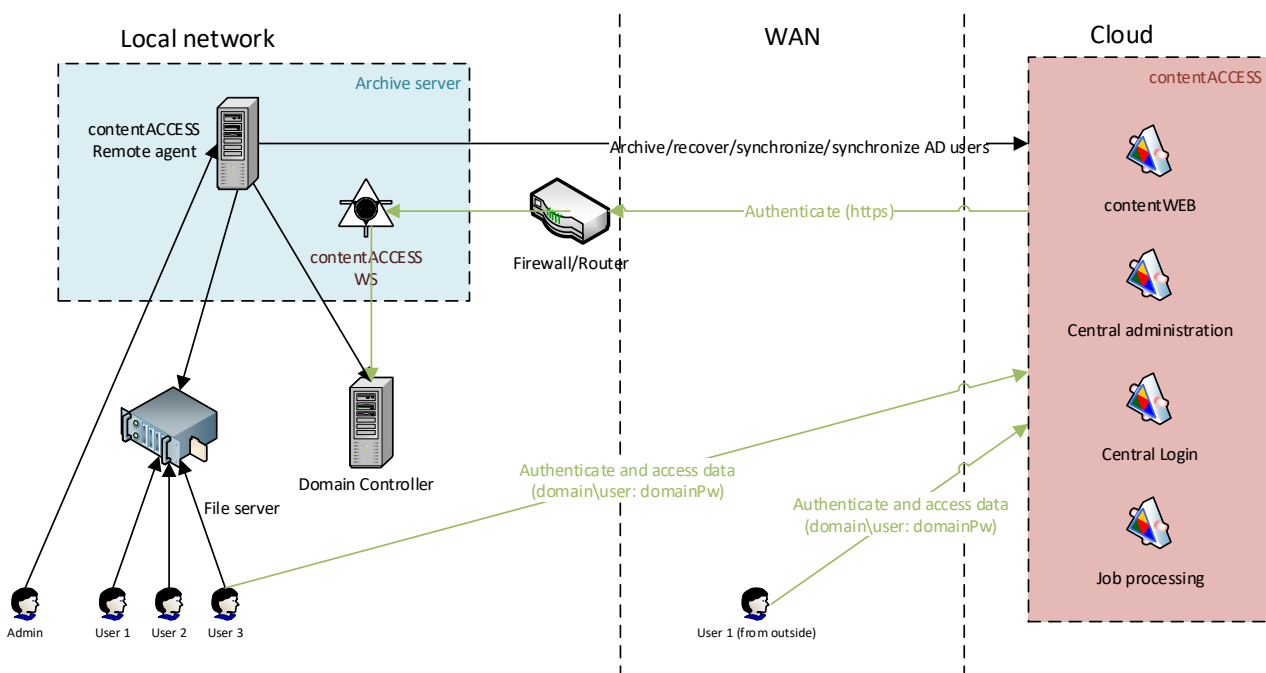 Local network
WAN
Cloud
Archive server
contentACCESS
contentACCESS
Remote agent
Archive/recover/synchronize/synchronize AD users
contentWEB
Authenticate (https)
contentACCESS
WS
Firewall/Router
Central administration
Domain Controller
File server
Authenticate and access data
(domain\user: domainPw)
Central Login
Authenticate and access data
(domain\user: domainPw)
Job processing
Admin
User 1
User 2
User 3
User 1 (from outside)